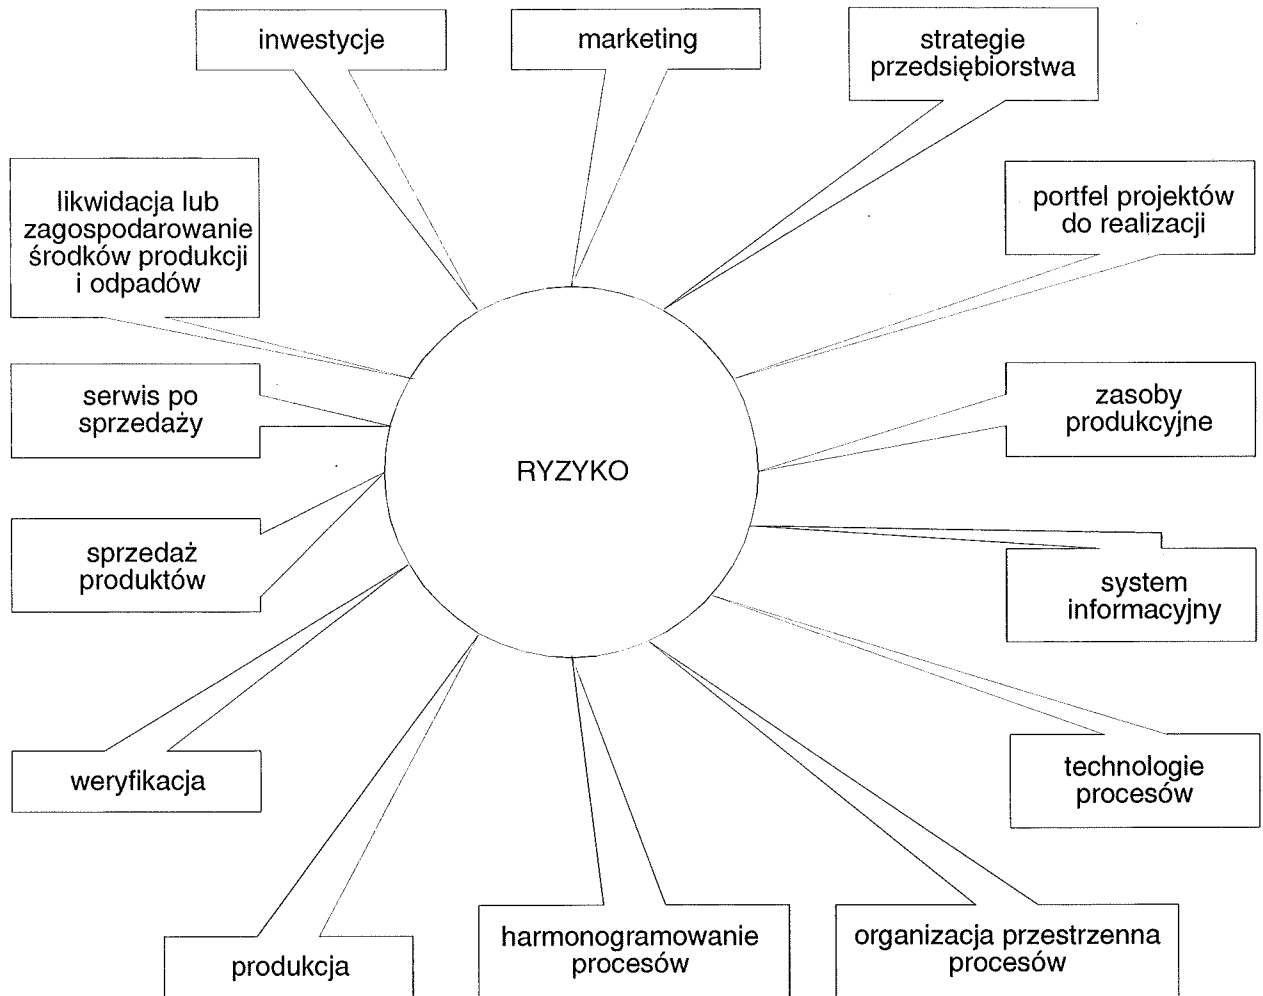 inwestycje
marketing
strategie
przedsiębiorstwa
likwidacja lub
zagospodarowanie
środków produkcji
i odpadów
portfel projektów
do realizacji
serwis po
sprzedaży
zasoby
produkcyjne
RYZYKO
sprzedaż
produktów
system
informacyjny
weryfikacja
technologie
procesów
produkcja
harmonogramowanie
procesów
organizacja przestrzenna
procesów